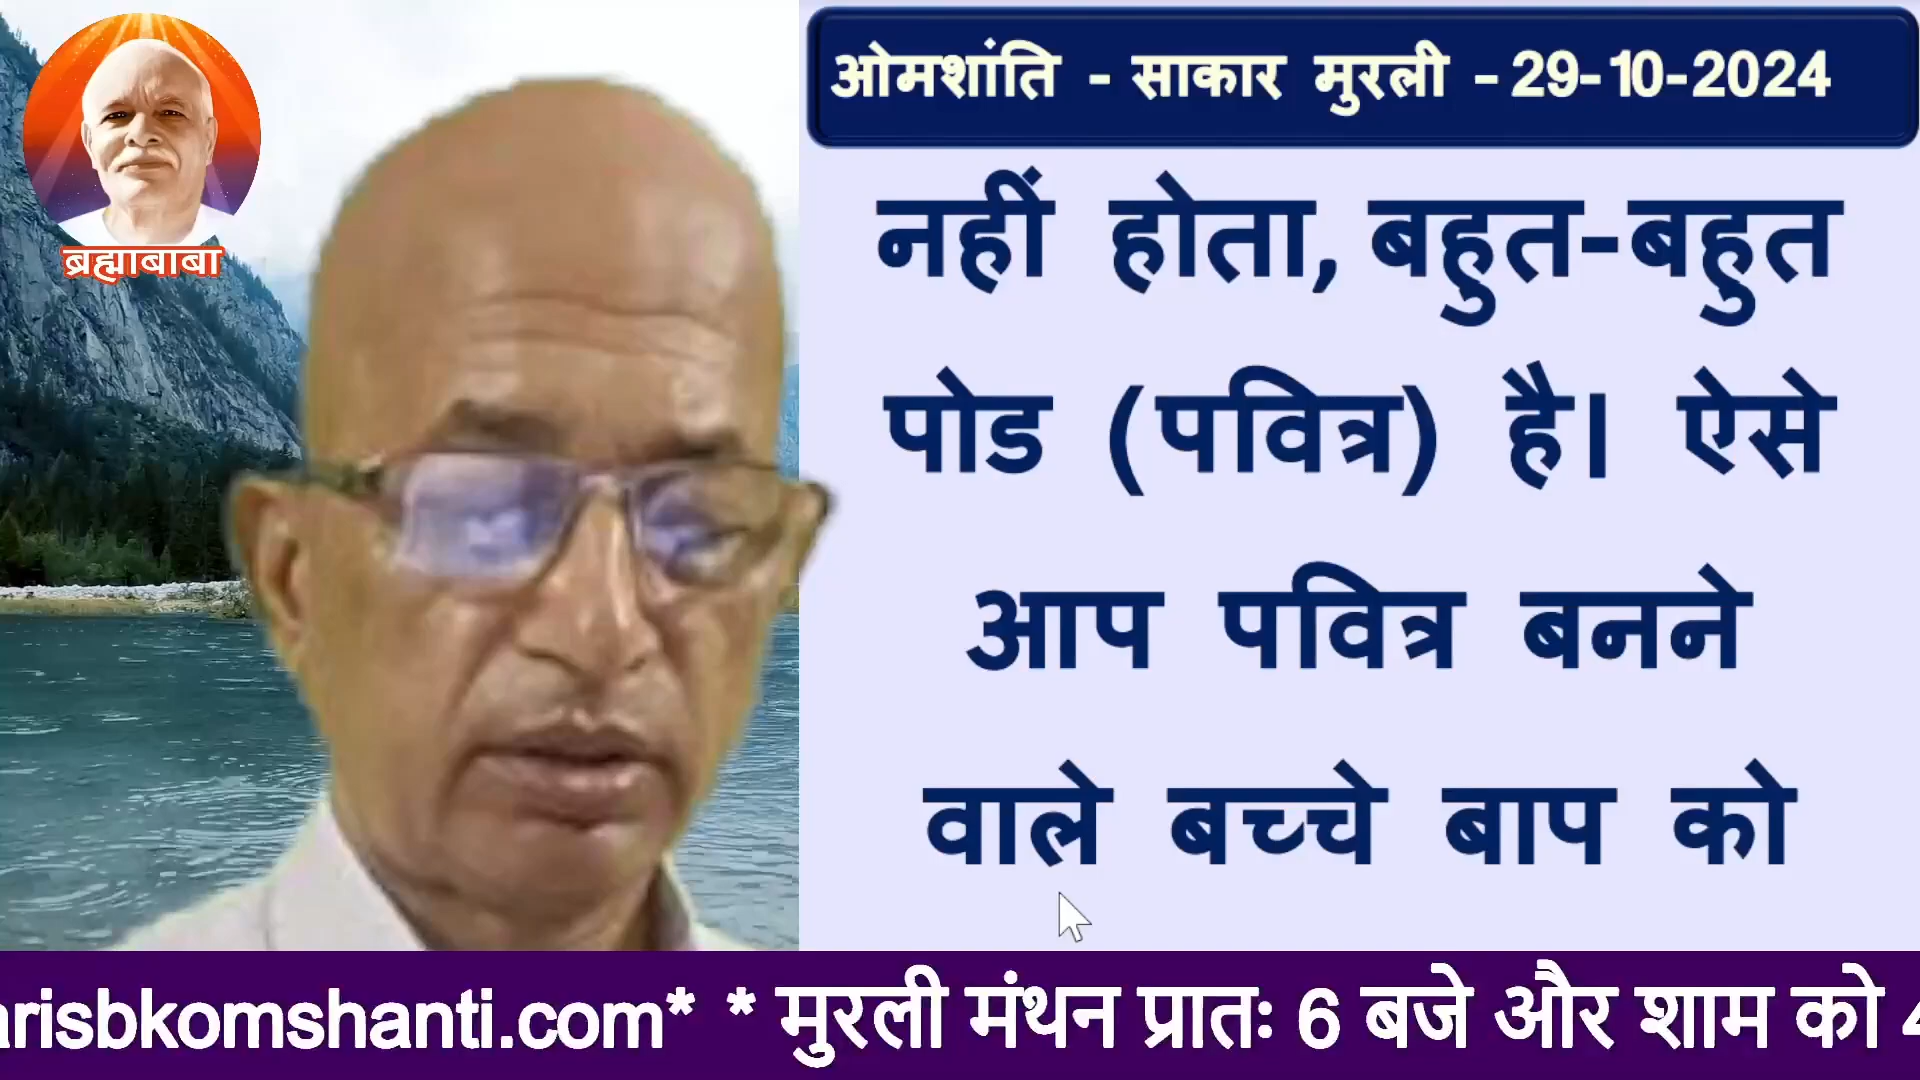 ब्रह्माबाबा
ओमशांति - साकार मुरली - 29-10-2024
नहीं होता, बहुत-बहुत
पोड (पवित्र) है। ऐसे
आप पवित्र बनने
वाले बच्चे बाप को
arisbkomshanti.com* * मुरली मंथन प्रातः 6 बजे और शाम को 4